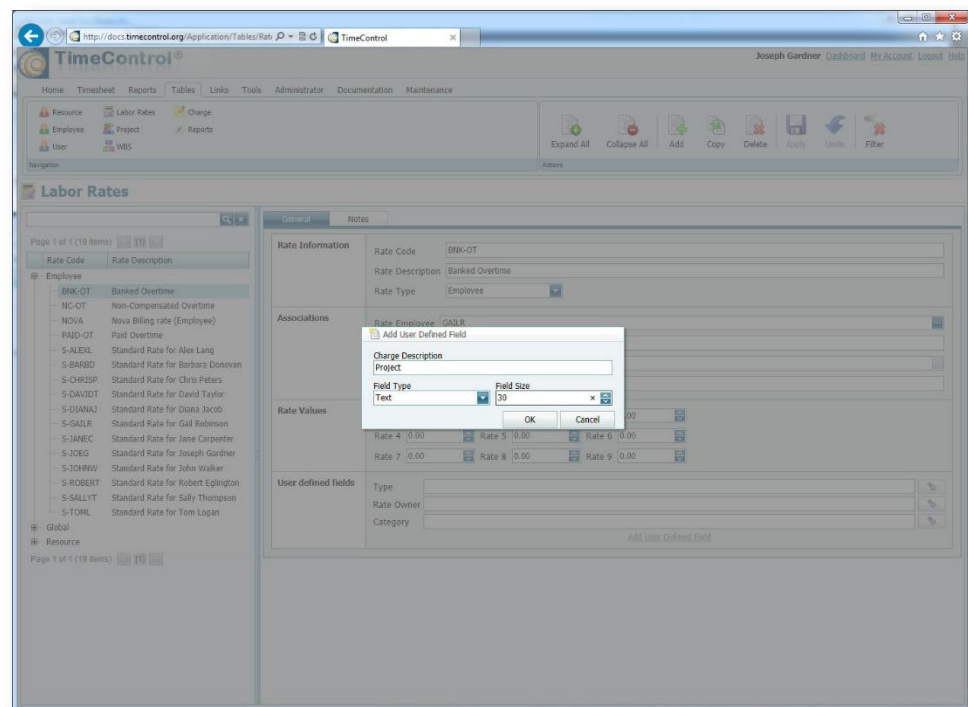 http://docs.timecontrol.org/Application/Tables/Rati
TimeControl
TimeControl®
Joseph Gardner Dashboard My Account Logout Help
Home Timesheet Reports Tables Links Tools Administrator Documentation Maintenance
Resource Labor Rates Charge
Employee Project Reports
User WBS
Navigation
Expand All Collapse All Add Copy Delete Apply Undo Filter
Actions
Labor Rates
Page 1 of 1 (19 items) [1]
Rate Code Rate Description
Employee
BNK-OT Banked Overtime
NC-OT Non-Compensated Overtime
NOVA Nova Billing rate (Employee)
PAID-OT Paid Overtime
S-ALEXL Standard Rate for Alex Lang
S-BARBD Standard Rate for Barbara Donovan
S-CHRISP Standard Rate for Chris Peters
S-DAVIDT Standard Rate for David Taylor
S-DIANAJ Standard Rate for Diana Jacob
S-GAILR Standard Rate for Gail Robinson
S-JANEC Standard Rate for Jane Carpenter
S-JOEG Standard Rate for Joseph Gardner
S-JOHNW Standard Rate for John Walker
S-ROBERT Standard Rate for Robert Eglington
S-SALLYT Standard Rate for Sally Thompson
S-TOML Standard Rate for Tom Logan
Global
Resource
Page 1 of 1 (19 items) [1]
General Notes
Rate Information
Rate Code BNK-OT
Rate Description Banked Overtime
Rate Type Employee
Associations
Rate Employee GAILR
Add User Defined Field
Charge Description
Project
Field Type Field Size
Text 30
OK Cancel
Rate Values
.00
Rate 4 0.00 Rate 5 0.00 Rate 6 0.00
Rate 7 0.00 Rate 8 0.00 Rate 9 0.00
User defined fields
Type
Rate Owner
Category
Add User Defined Field